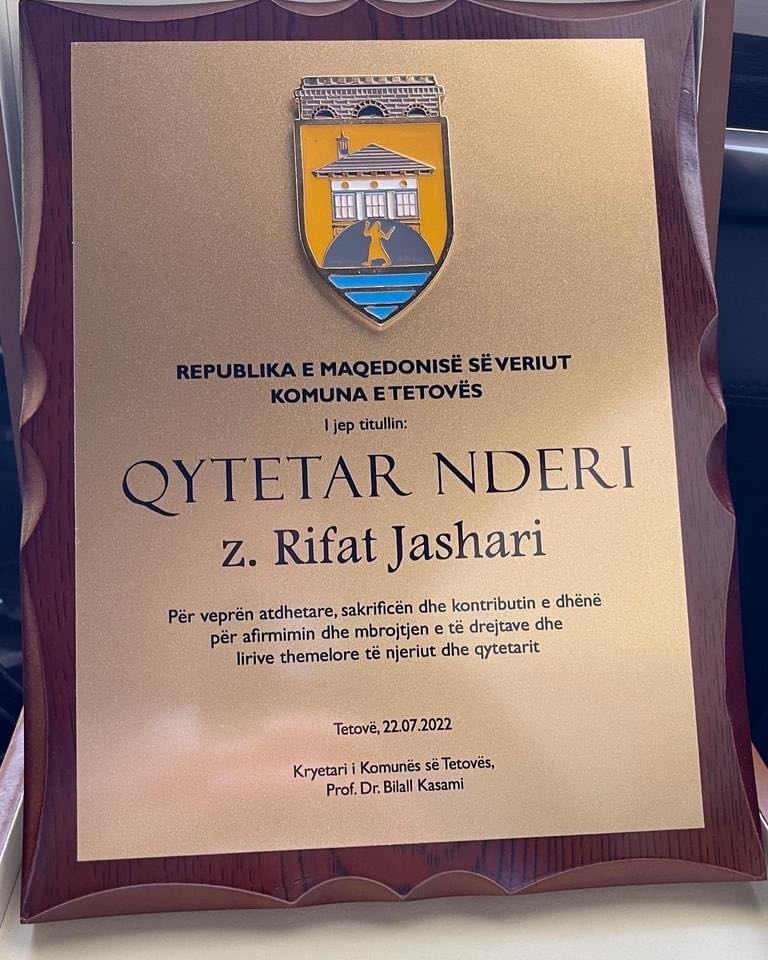 REPUBLIKA E MAQEDONISË SË VERIUT
KOMUNA E TETOVËS
I jep titullin:
QYTETAR NDERI
z. Rifat Jashari
Për veprën atdhetare, sakrificën dhe kontributin e dhënë
për afirmimin dhe mbrojtjen e të drejtave dhe
lirive themelore të njeriut dhe qytetarit
Tetovë, 22.07.2022
Kryetari i Komunës së Tetovës,
Prof. Dr. Bilall Kasami